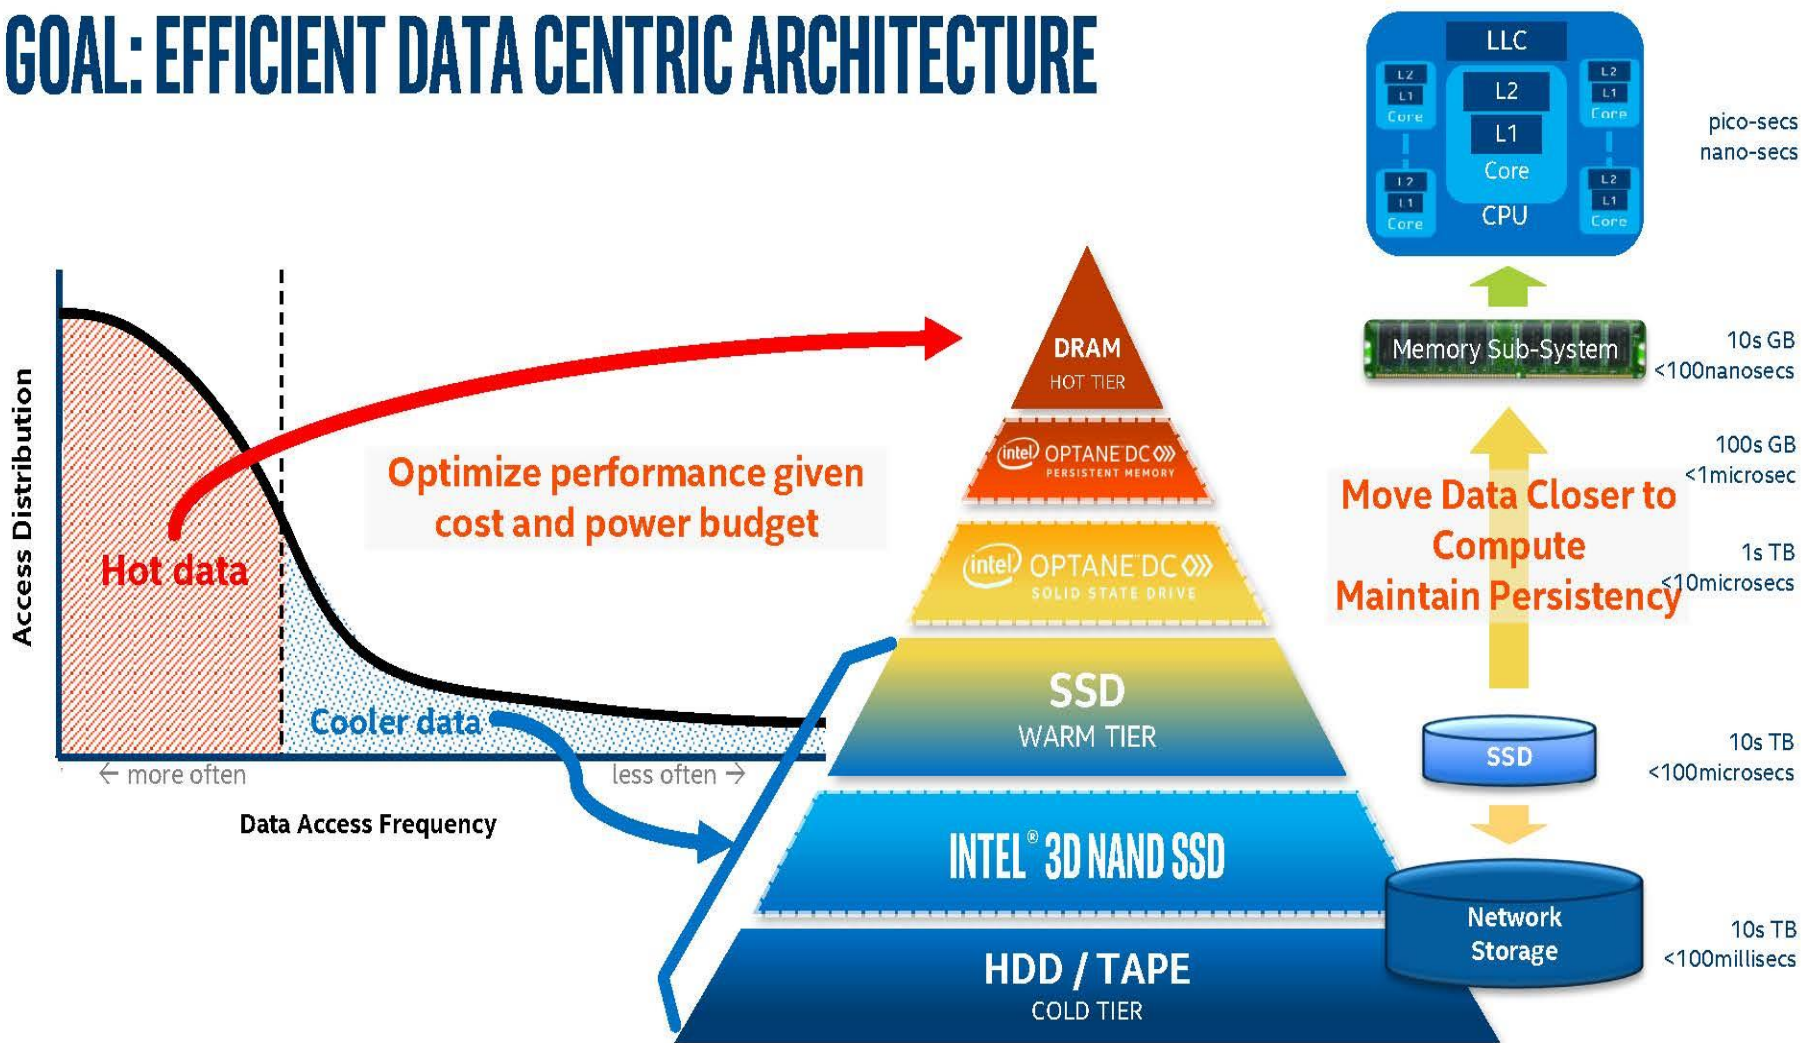 GOAL: EFFICIENT DATA CENTRIC ARCHITECTURE
LLC
L2
L1
Core
L2
L1
Core
L2
L1
Core
L2
L1
Core
L2
L1
Core
CPU
pico-secs
nano-secs
Memory Sub-System
10s GB
<100nanosecs
100s GB
<1microsec
Move Data Closer to
Compute
Maintain Persistency
1s TB
<10microsecs
SSD
10s TB
<100microsecs
Network
Storage
10s TB
<100millisecs
Access Distribution
Hot data
Cooler data
← more often
less often →
Data Access Frequency
Optimize performance given
cost and power budget
DRAM
HOT TIER
intel OPTANE™ DC
PERSISTENT MEMORY
intel OPTANE™ DC
SOLID STATE DRIVE
SSD
WARM TIER
INTEL® 3D NAND SSD
HDD / TAPE
COLD TIER